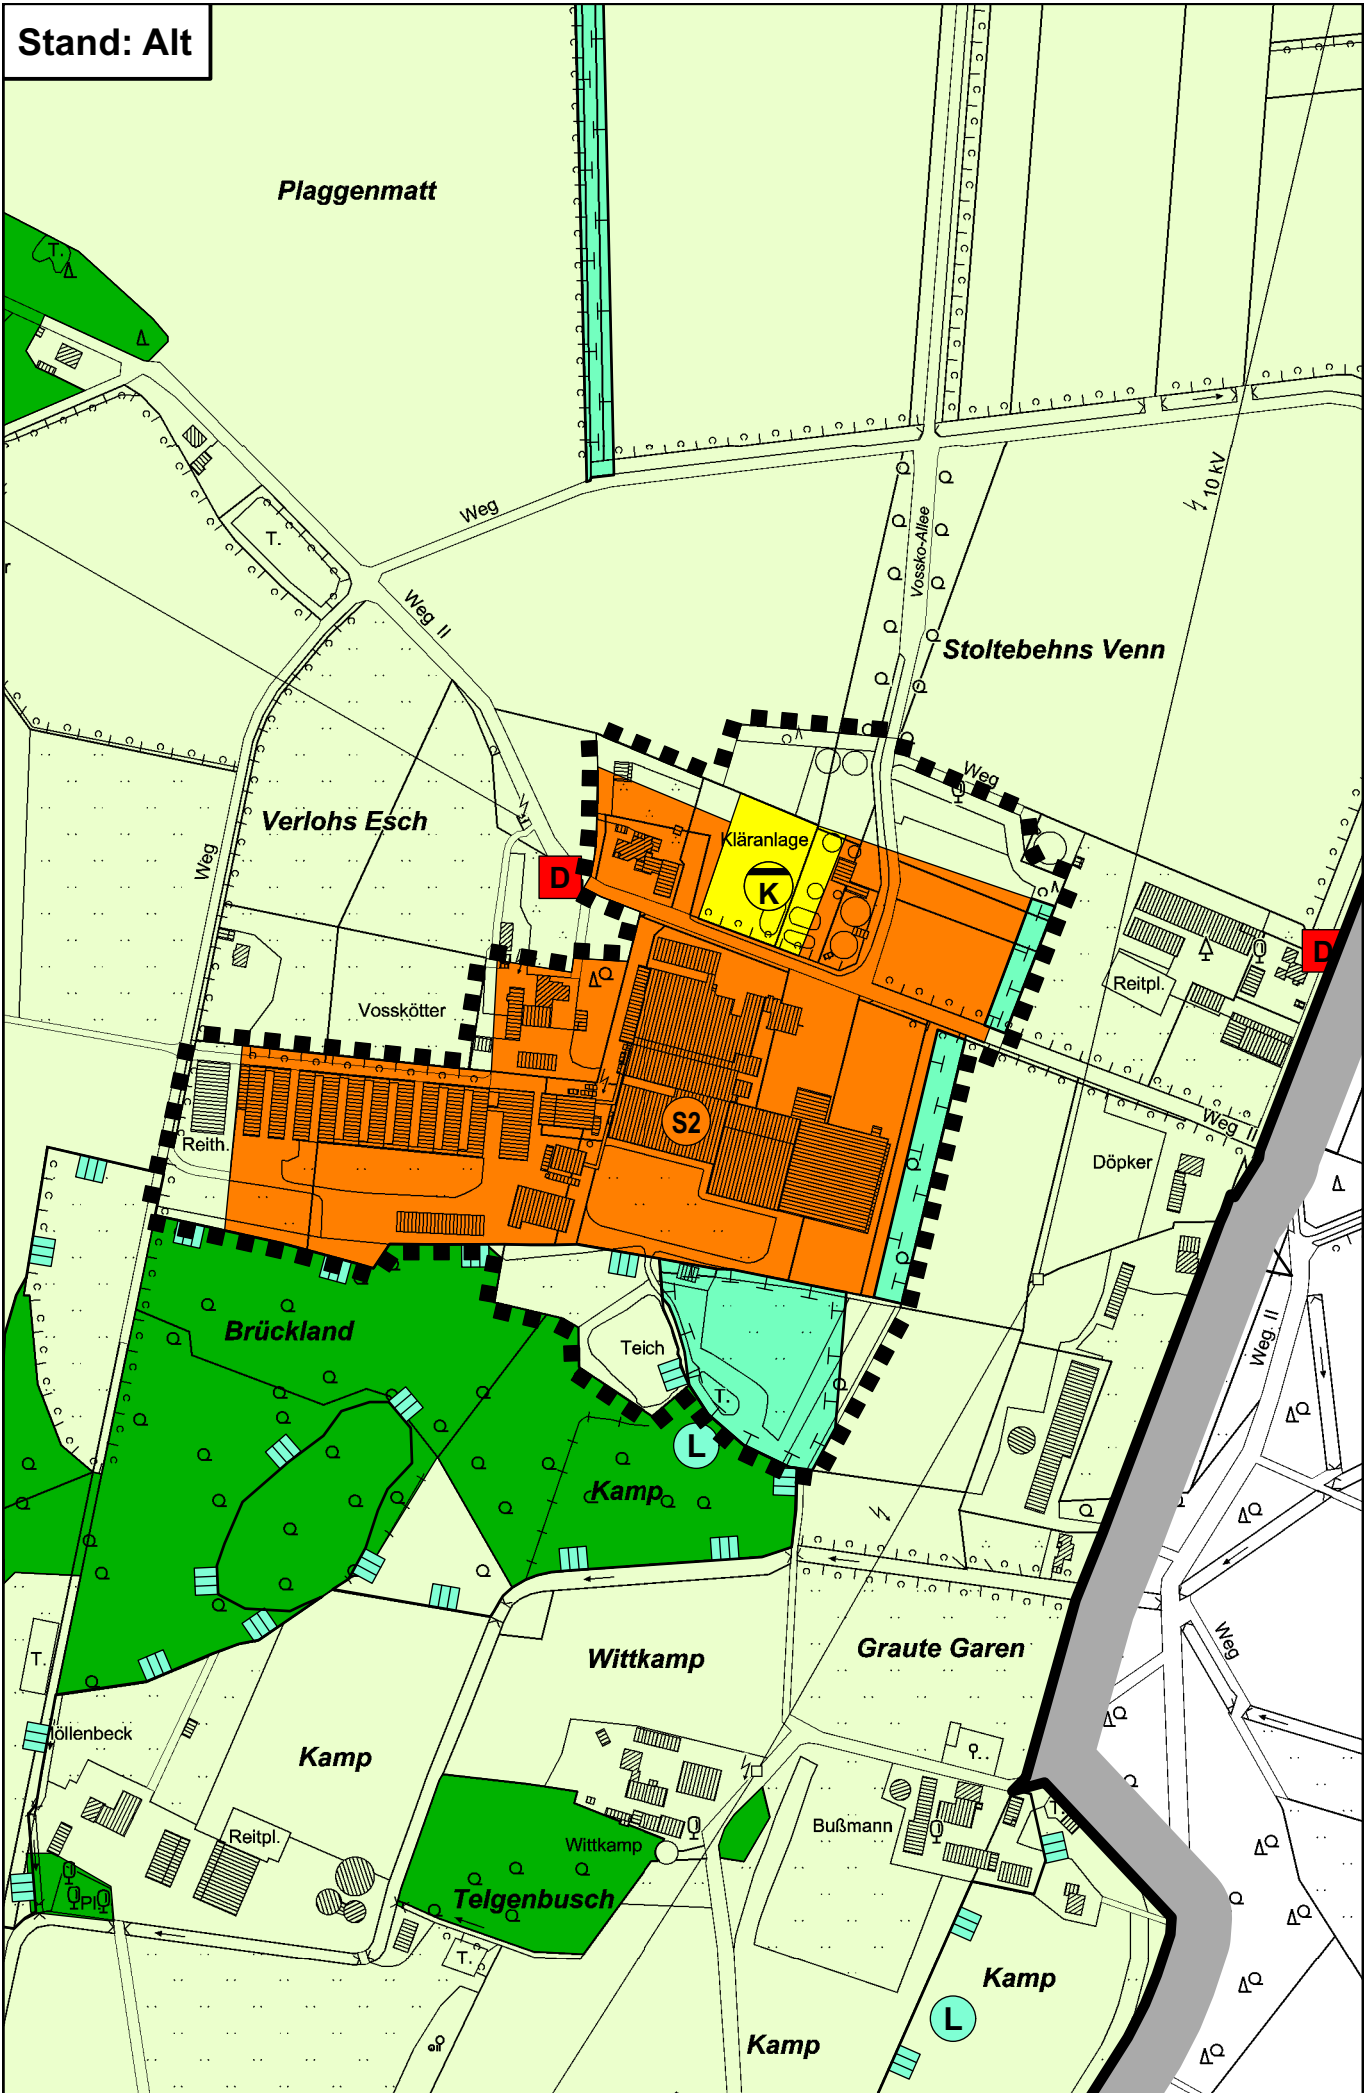 Stand: Alt
Plaggenmatt
T.
Weg
10 kV
T.
Vossko-Allee
r
Weg II
Stoltebehns Venn
Weg
Verlohs Esch
Kläranlage
Weg
D
K
D
Reitpl.
Vosskötter
S2
Weg II
Reith.
Döpker
Brückland
Weg. II
Teich
T.
L
Kamp
Weg
Wittkamp
Graute Garen
T.
öllenbeck
Kamp
T.
Bußmann
Reitpl.
Wittkamp
Pl.
Telgenbusch
T.
Kamp
L
Kamp